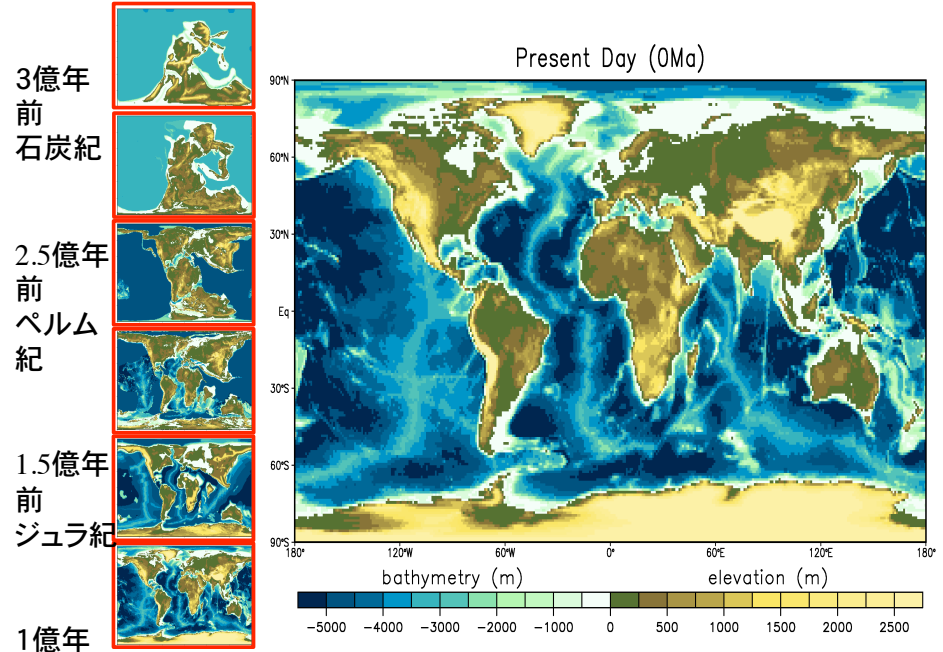 3億年
前
石炭紀
2.5億年
前
ペルム
紀
1.5億年
前
ジュラ紀
1億年
Present Day (0Ma)
90°N
60°N
30°N
Eq
30°S
60°S
90°S
180° 120°W 60°W 0° 60°E 120°E 180°
bathymetry (m) elevation (m)
-5000 -4000 -3000 -2000 -1000 0 500 1000 1500 2000 2500